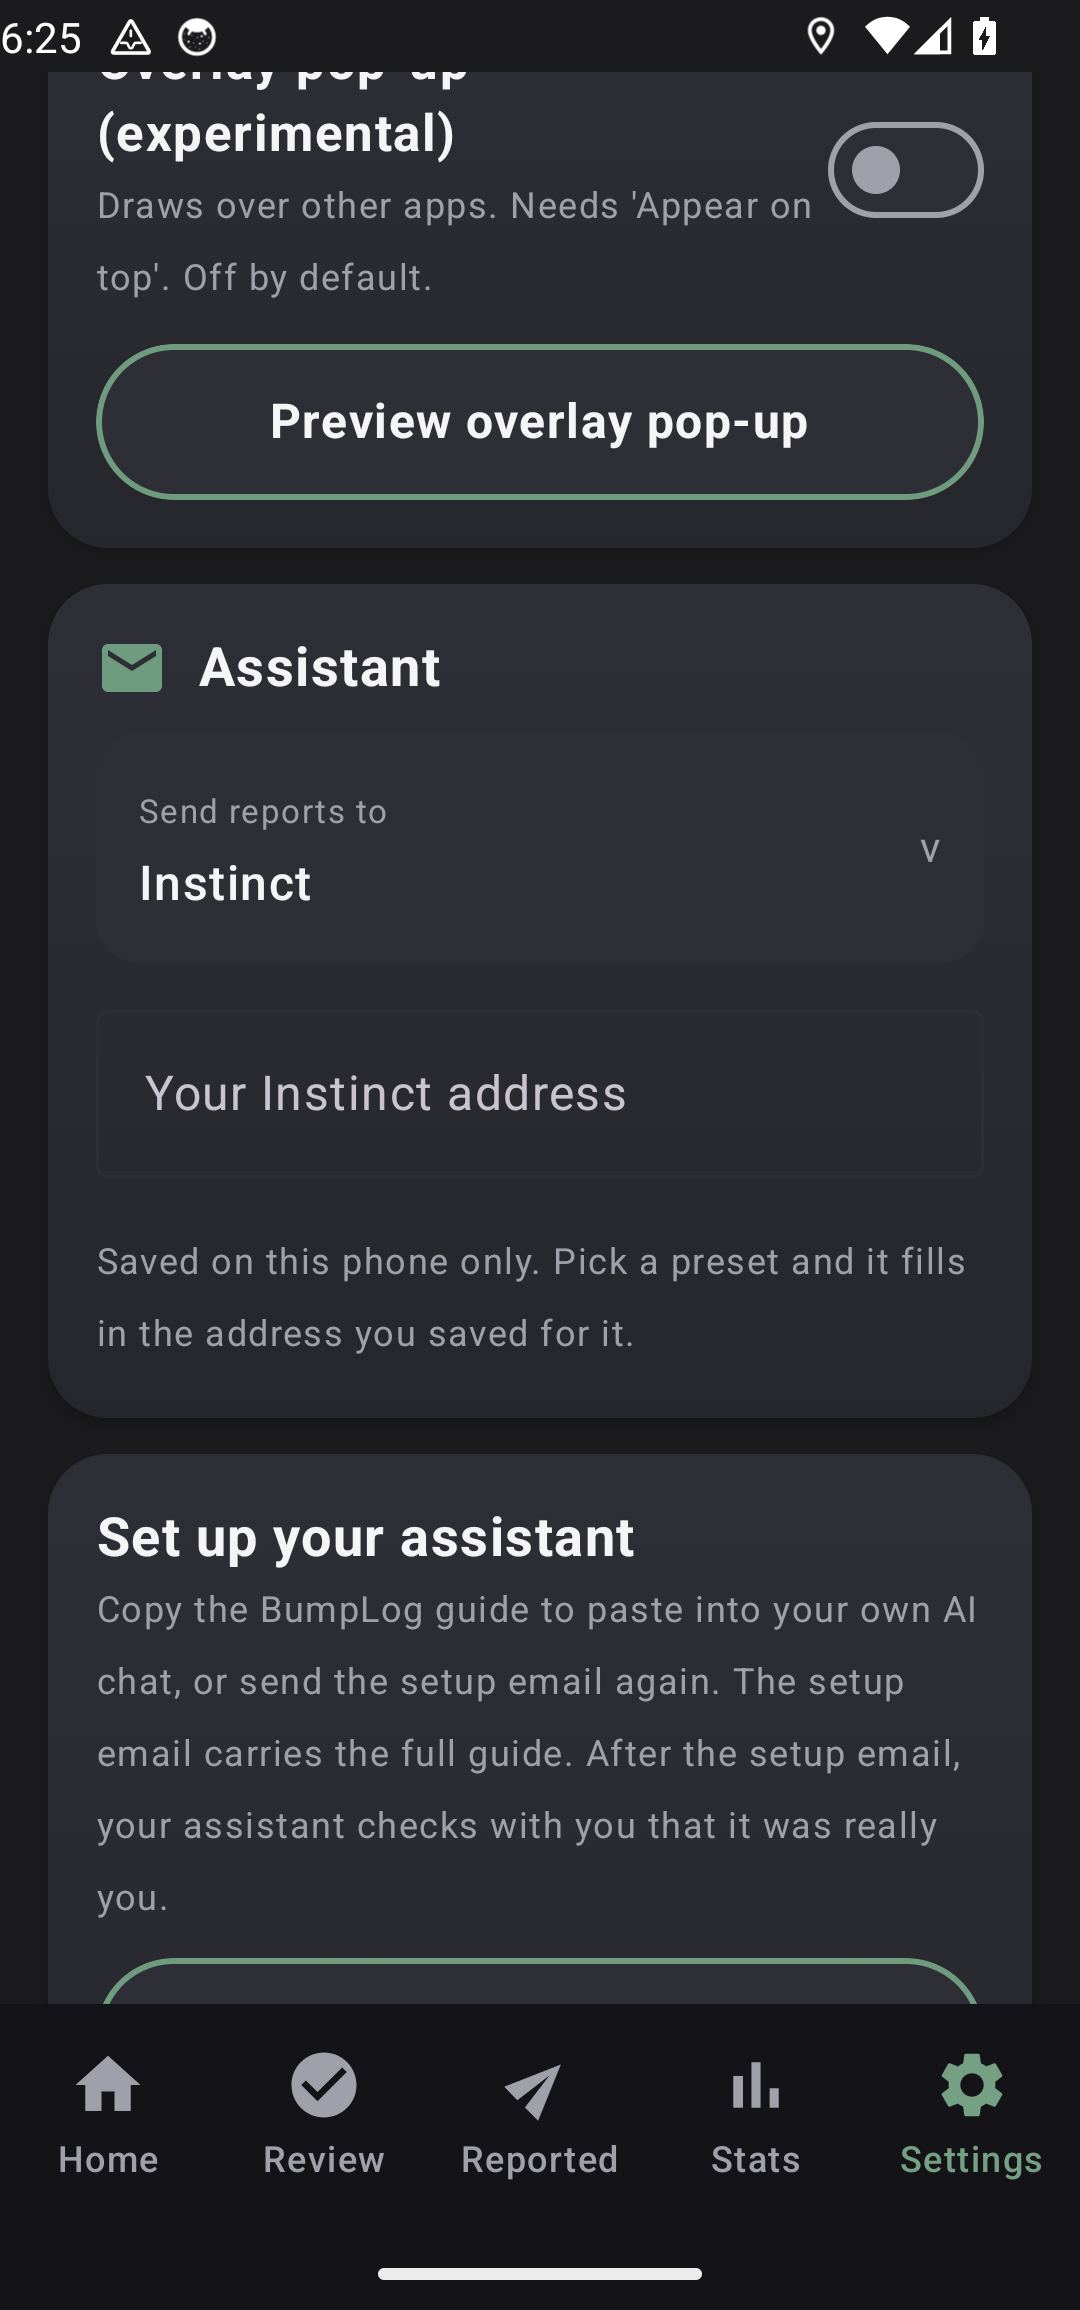 6:25
Overlay pop-up
(experimental)
Draws over other apps. Needs 'Appear on
top'. Off by default.
Preview overlay pop-up
Assistant
Send reports to
Instinct
v
Your Instinct address
Saved on this phone only. Pick a preset and it fills
in the address you saved for it.
Set up your assistant
Copy the BumpLog guide to paste into your own AI
chat, or send the setup email again. The setup
email carries the full guide. After the setup email,
your assistant checks with you that it was really
you.
Home
Review
Reported
Stats
Settings